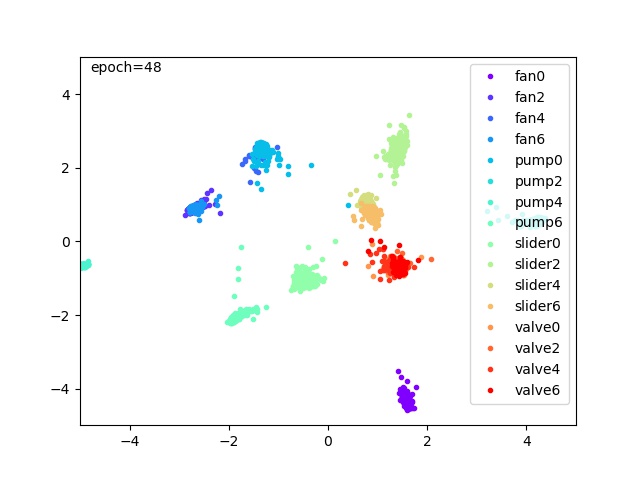 epoch=48
fan0
fan2
fan4
fan6
pump0
pump2
pump4
pump6
slider0
slider2
slider4
slider6
valve0
valve2
valve4
valve6
4
2
0
−2
−4
−4 −2 0 2 4